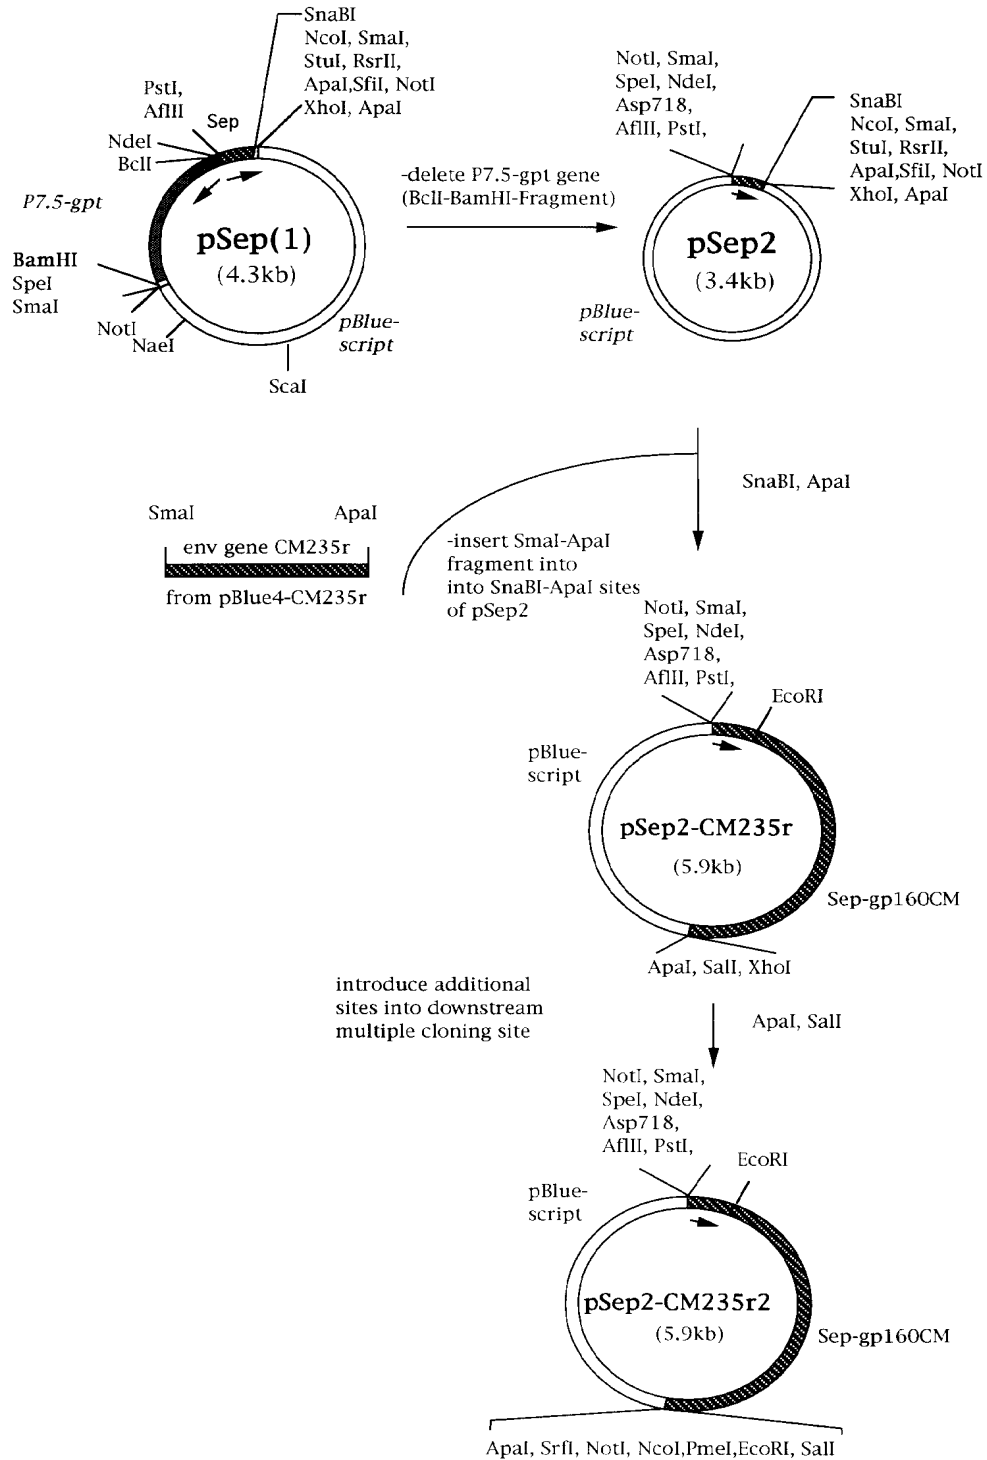 SnaBI
NcoI, SmaI,
StuI, RsrII,
ApaI,SfiI, NotI
XhoI, ApaI
PstI,
AflII
Sep
NdeI
BclI
P7.5-gpt
BamHI
SpeI
SmaI
NotI
NaeI
ScaI
pSep(1)
(4.3kb)
pBlue-
script
-delete P7.5-gpt gene
(BclI-BamHI-Fragment)
NotI, SmaI,
SpeI, NdeI,
Asp718,
AflII, PstI,
SnaBI
NcoI, SmaI,
StuI, RsrII,
ApaI,SfiI, NotI
XhoI, ApaI
pSep2
(3.4kb)
pBlue-
script
SnaBI, ApaI
SmaI ApaI
env gene CM235r
from pBlue4-CM235r
-insert SmaI-ApaI
fragment into
into SnaBI-ApaI sites
of pSep2
NotI, SmaI,
SpeI, NdeI,
Asp718,
AflII, PstI,
EcoRI
pBlue-
script
pSep2-CM235r
(5.9kb)
Sep-gp160CM
ApaI, SalI, XhoI
introduce additional
sites into downstream
multiple cloning site
ApaI, SalI
NotI, SmaI,
SpeI, NdeI,
Asp718,
AflII, PstI,
EcoRI
pBlue-
script
pSep2-CM235r2
(5.9kb)
Sep-gp160CM
ApaI, SrfI, NotI, NcoI,PmeI,EcoRI, SalI